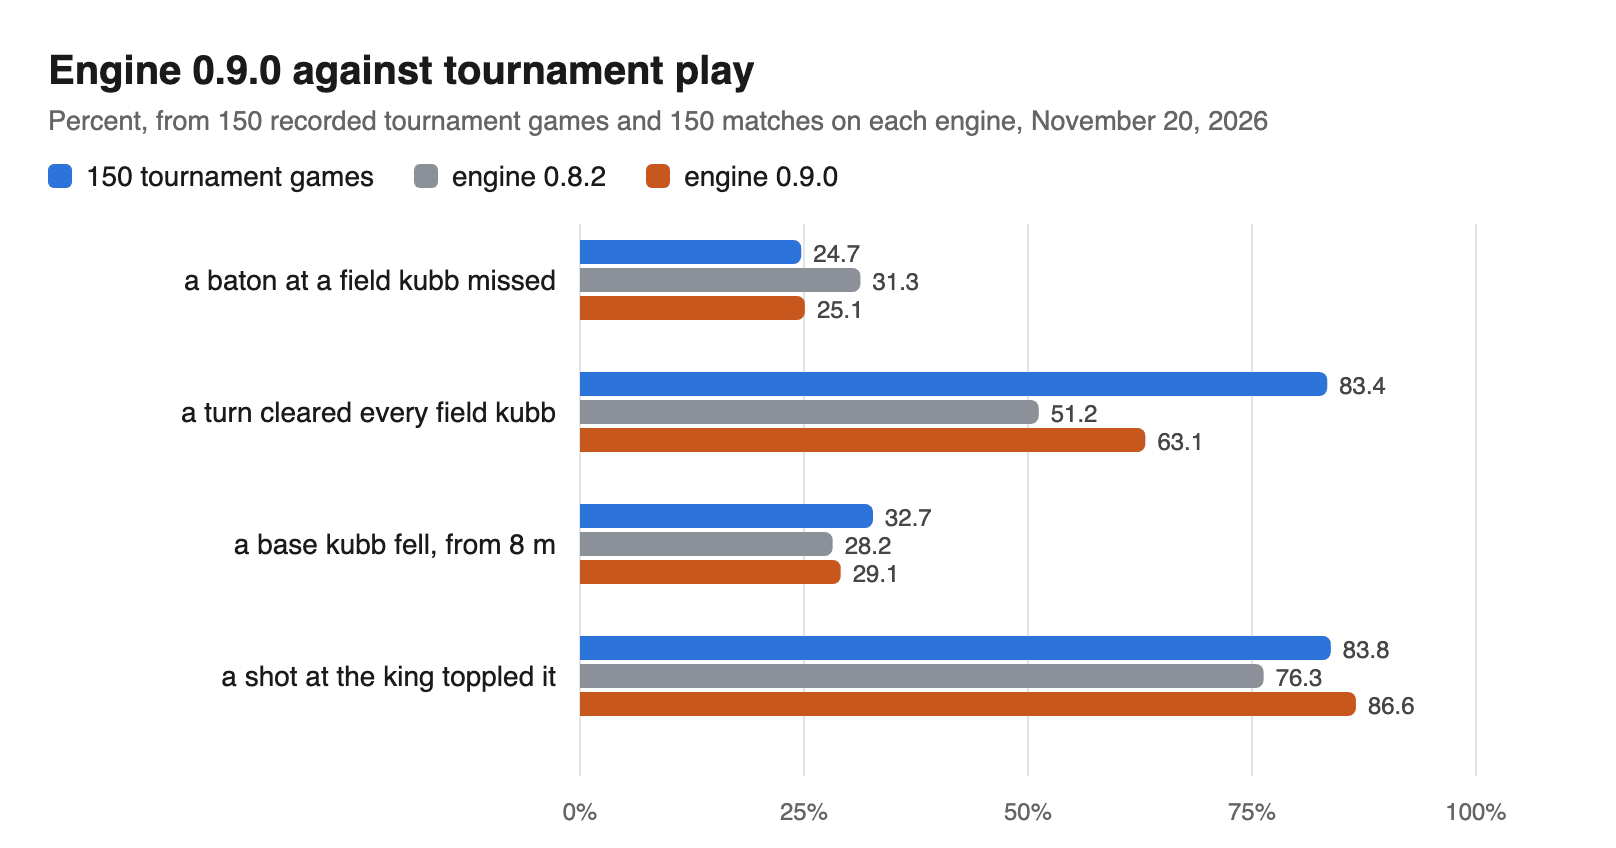 Engine 0.9.0 against tournament play
Percent, from 150 recorded tournament games and 150 matches on each engine, November 20, 2026
150 tournament games engine 0.8.2 engine 0.9.0
24.7
a baton at a field kubb missed 31.3
25.1
83.4
a turn cleared every field kubb 51.2
63.1
32.7
a base kubb fell, from 8 m 28.2
29.1
83.8
a shot at the king toppled it 76.3
86.6
0% 25% 50% 75% 100%